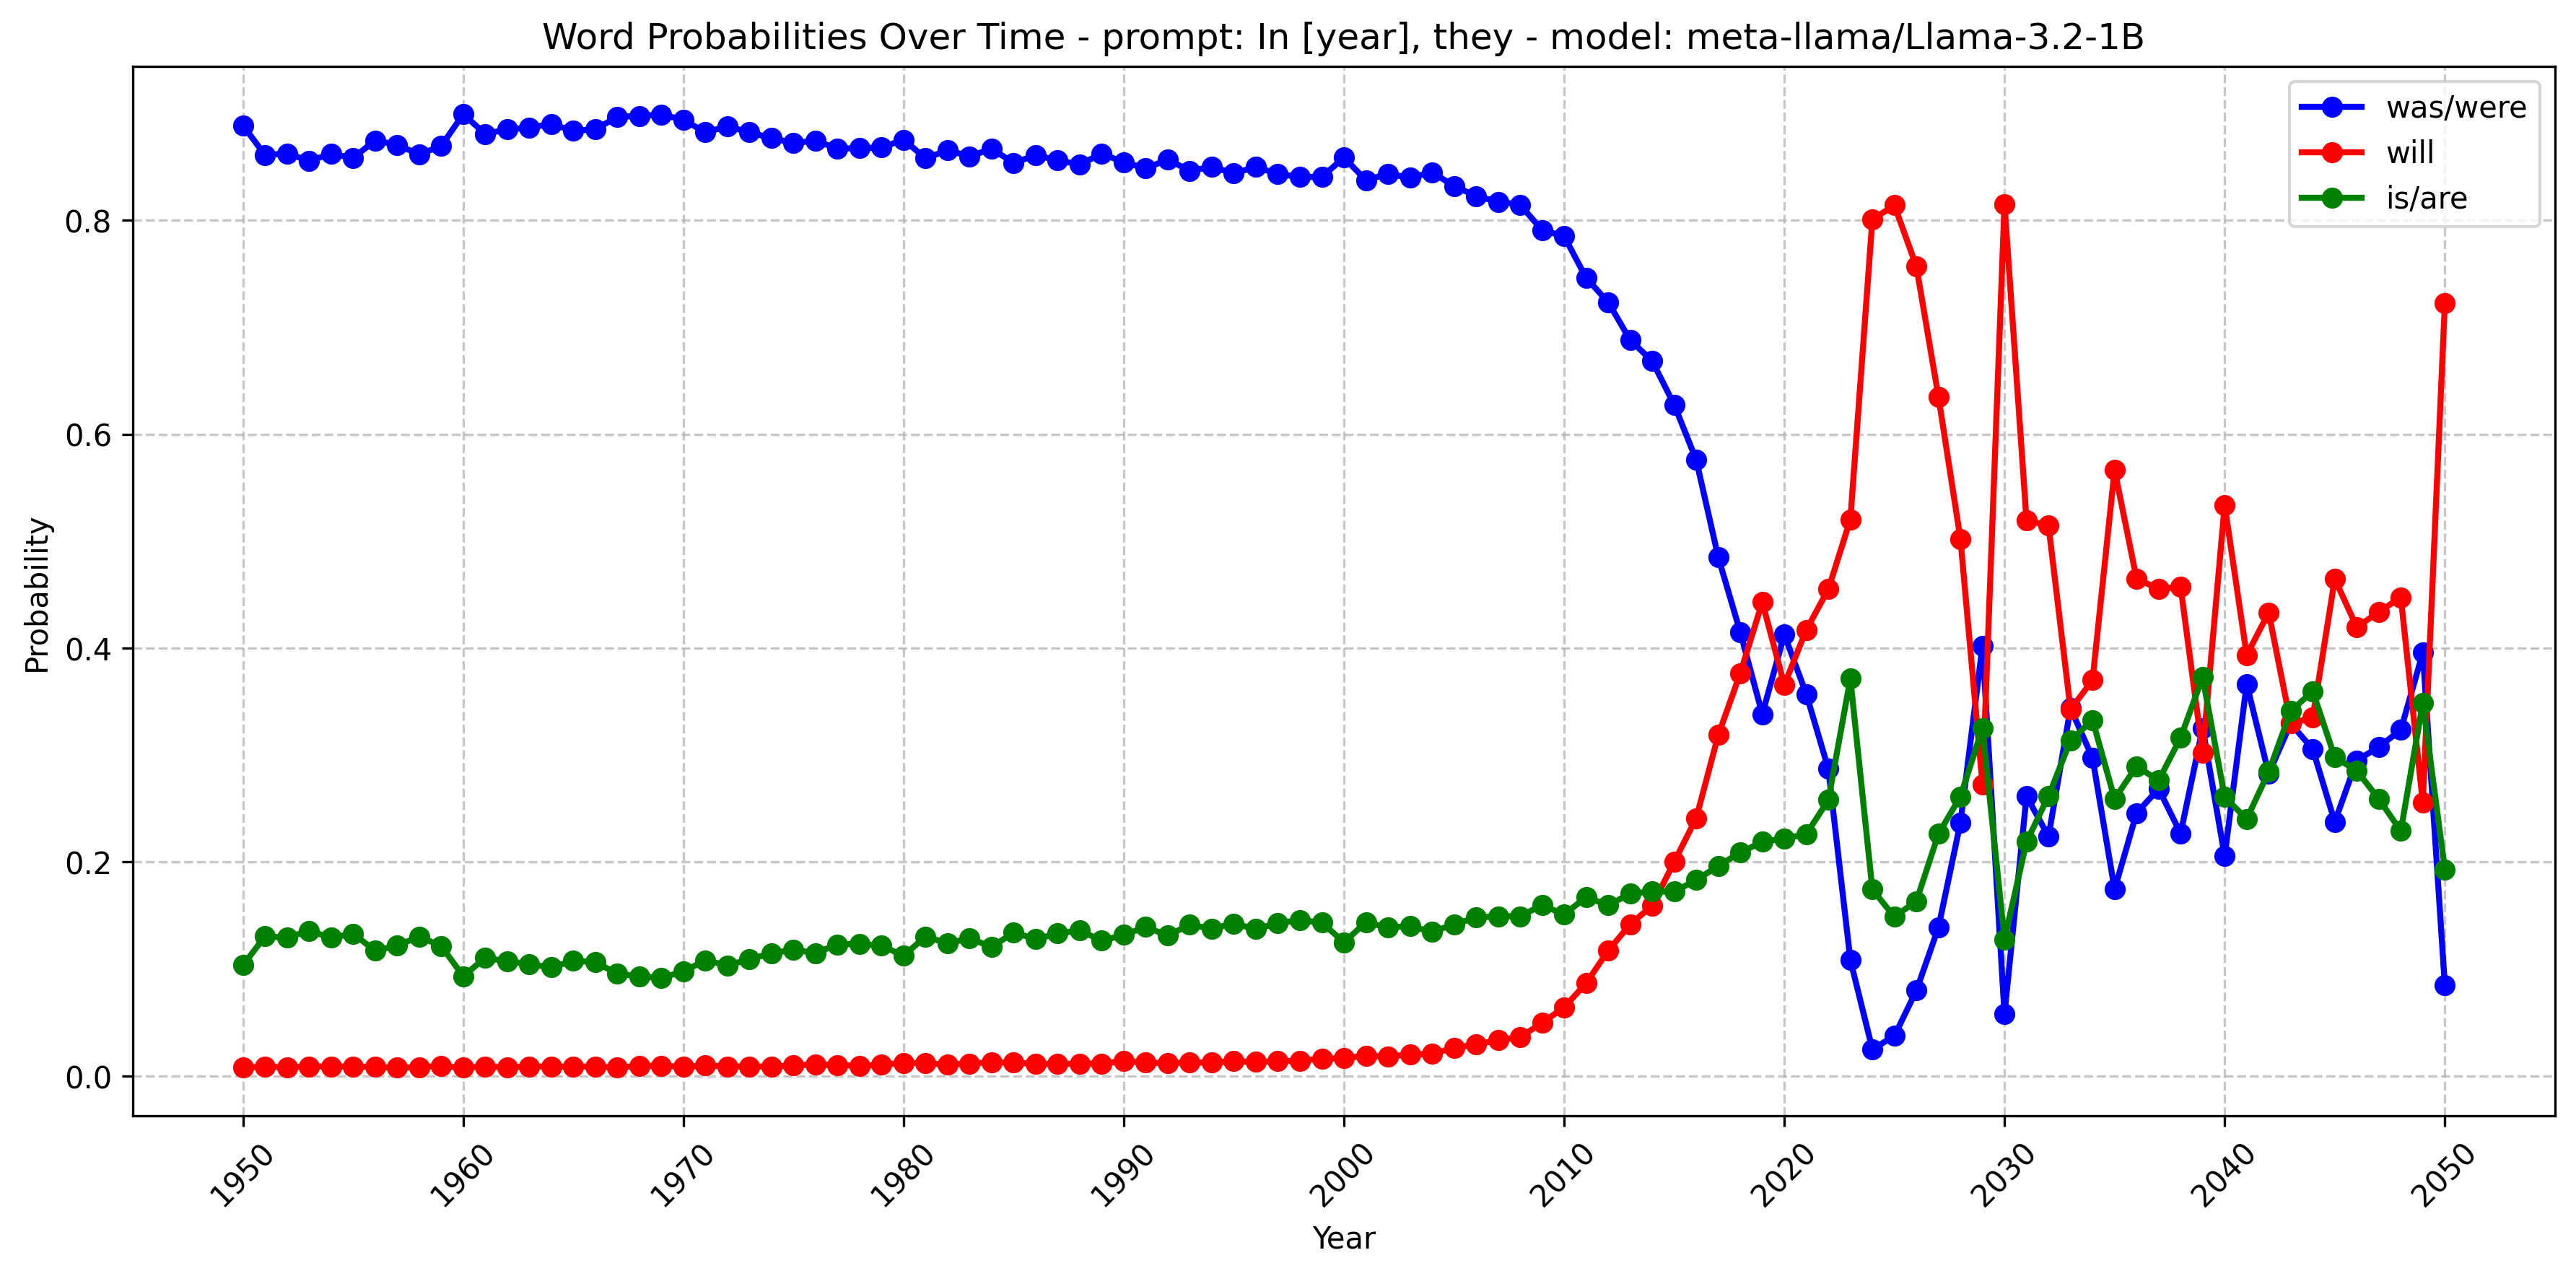 Word Probabilities Over Time - prompt: In [year], they - model: meta-llama/Llama-3.2-1B
was/were
will
is/are
Probability
0.8
0.6
0.4
0.2
0.0
1950
1960
1970
1980
1990
2000
2010
2020
2030
2040
2050
Year